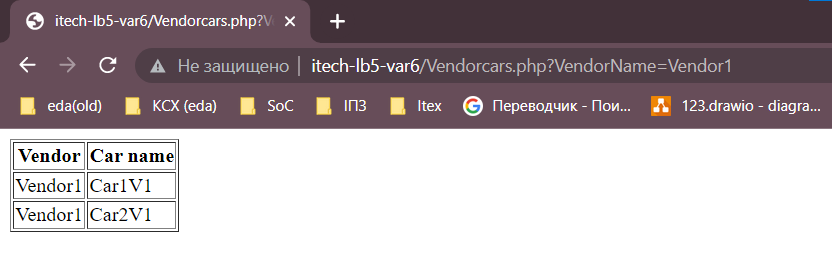 itech-lb5-var6/Vendorcars.php?V
Не защищено | itech-lb5-var6/Vendorcars.php?VendorName=Vendor1
eda(old) КСХ (eda) SoC ІПЗ Itex Переводчик - Пои... 123.drawio - diagra...
Vendor Car name
Vendor1 Car1V1
Vendor1 Car2V1